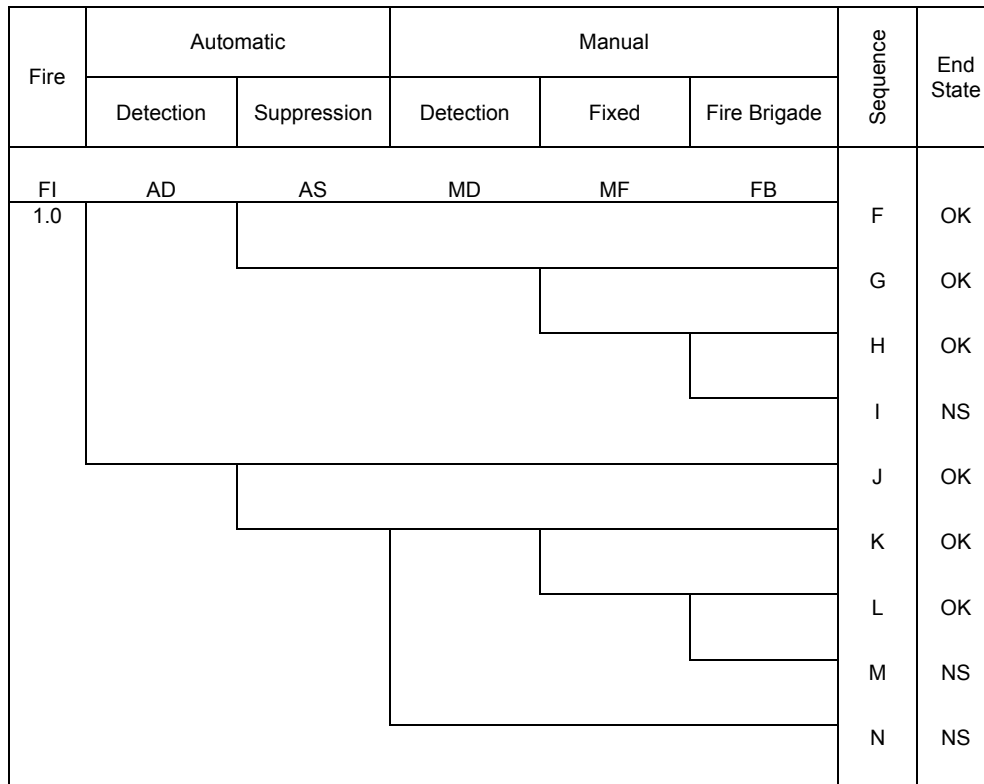 Fire Automatic Manual Sequence End State
Detection Suppression Detection Fixed Fire Brigade
FI AD AS MD MF FB
1.0 F OK
G OK
H OK
I NS
J OK
K OK
L OK
M NS
N NS